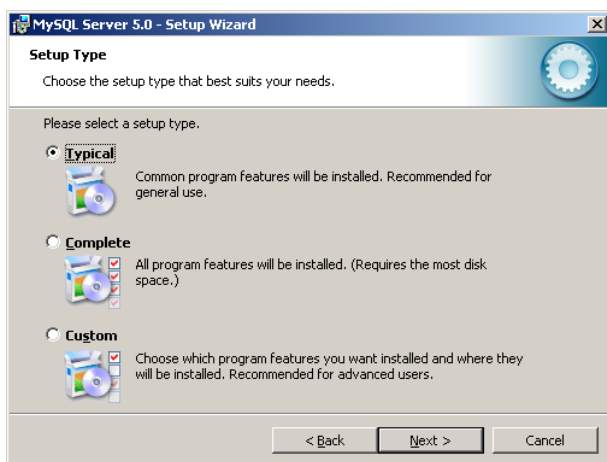 MySQL Server 5.0 - Setup Wizard
Setup Type
Choose the setup type that best suits your needs.
Please select a setup type.
Typical
Common program features will be installed. Recommended for
general use.
Complete
All program features will be installed. (Requires the most disk
space.)
Custom
Choose which program features you want installed and where they
will be installed. Recommended for advanced users.
< Back
Next >
Cancel